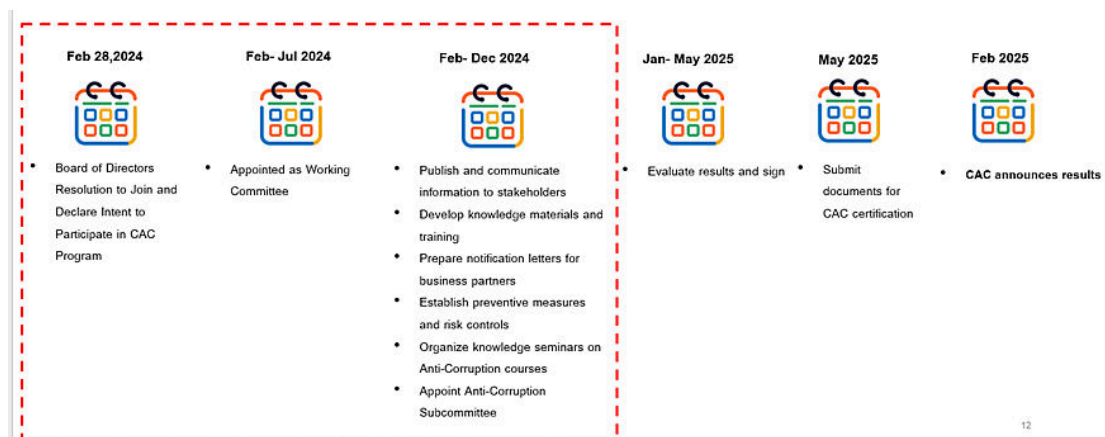 Feb 28,2024
• Board of Directors
Resolution to Join and
Declare Intent to
Participate in CAC
Program
Feb- Jul 2024
• Appointed as Working
Committee
Feb- Dec 2024
• Publish and communicate
information to stakeholders
• Develop knowledge materials and
training
• Prepare notification letters for
business partners
• Establish preventive measures
and risk controls
• Organize knowledge seminars on
Anti-Corruption courses
• Appoint Anti-Corruption
Subcommittee
Jan- May 2025
• Evaluate results and sign
May 2025
• Submit
documents for
CAC certification
Feb 2025
• CAC announces results
12